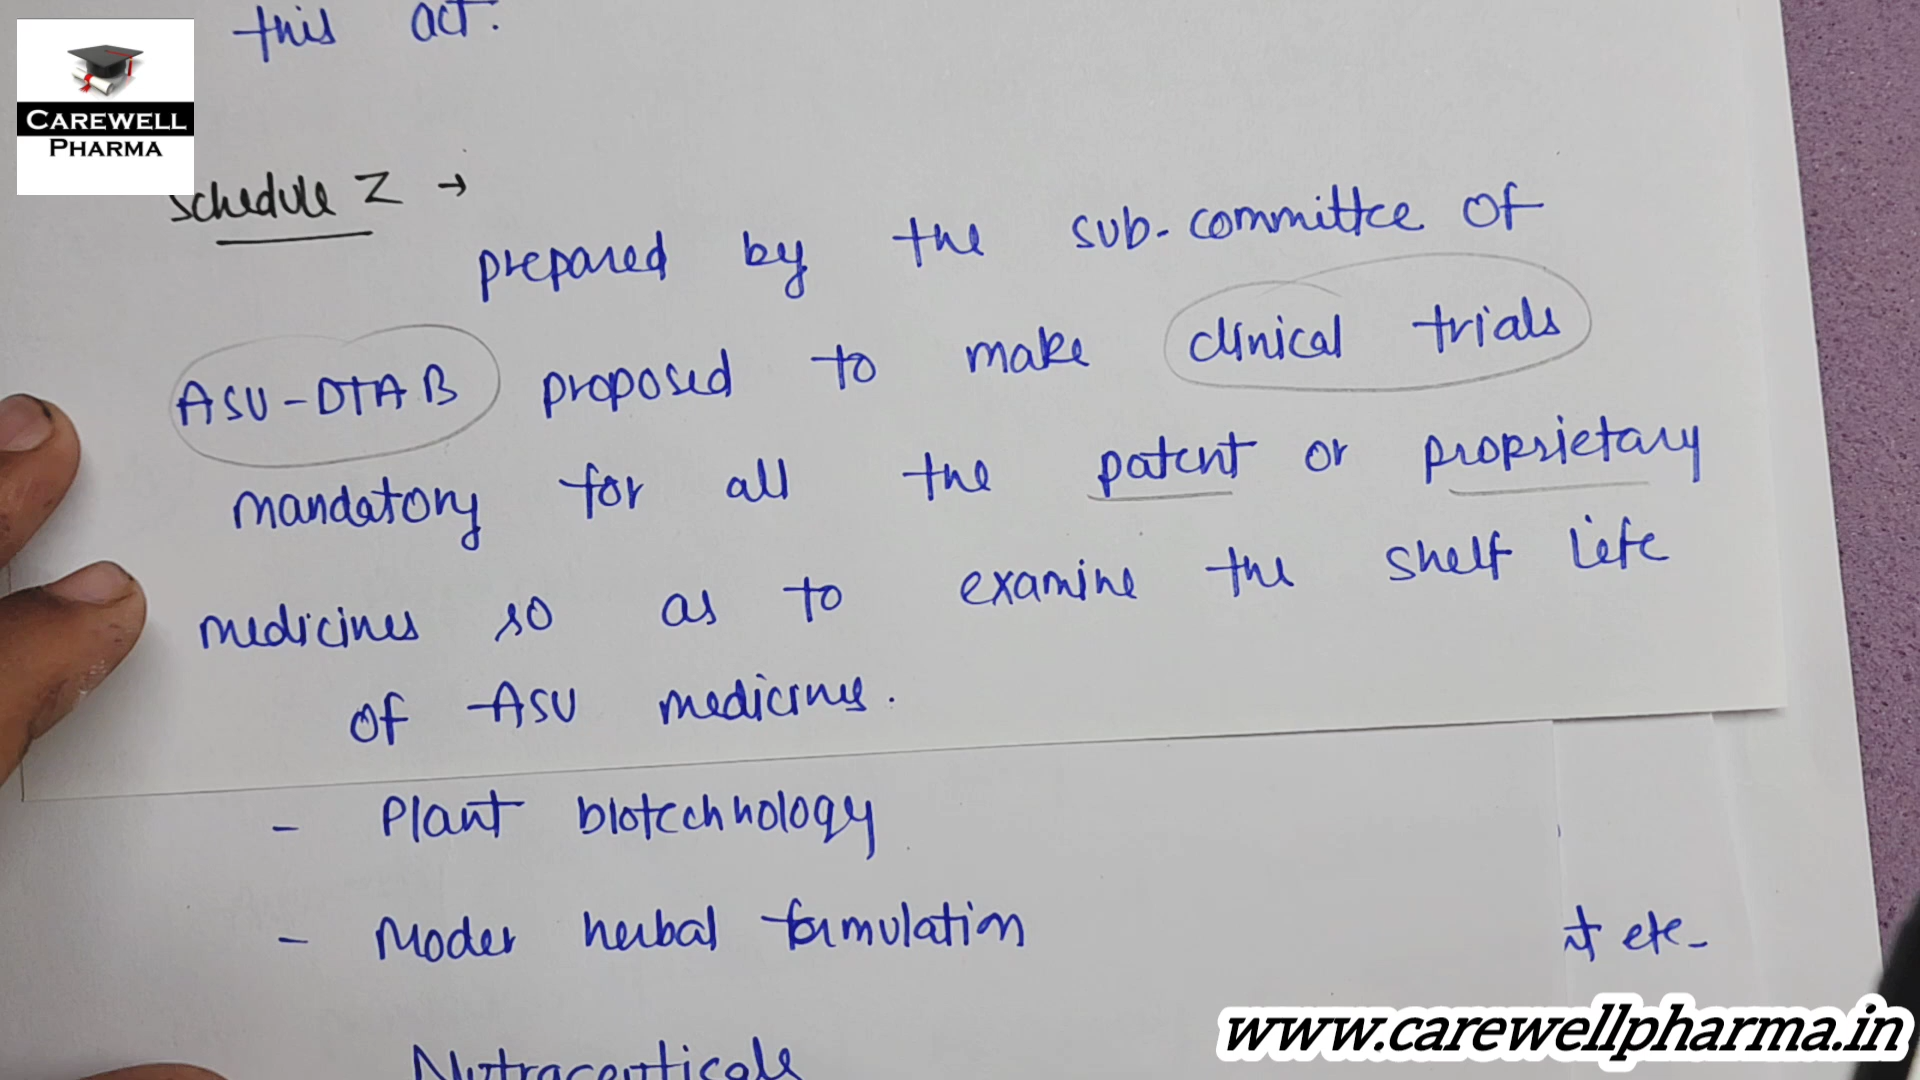 this act.
CAREWELL
PHARMA
Schedule Z →
prepared by the sub-committee of
ASU-DTAB proposed to make clinical trials
mandatory for all the patent or proprietary
medicines so as to examine the shelf life
of ASU medicines.
- Plant biotechnology
- Moder herbal formulation
etc-
Nutraceuticals
www.carewellpharma.in